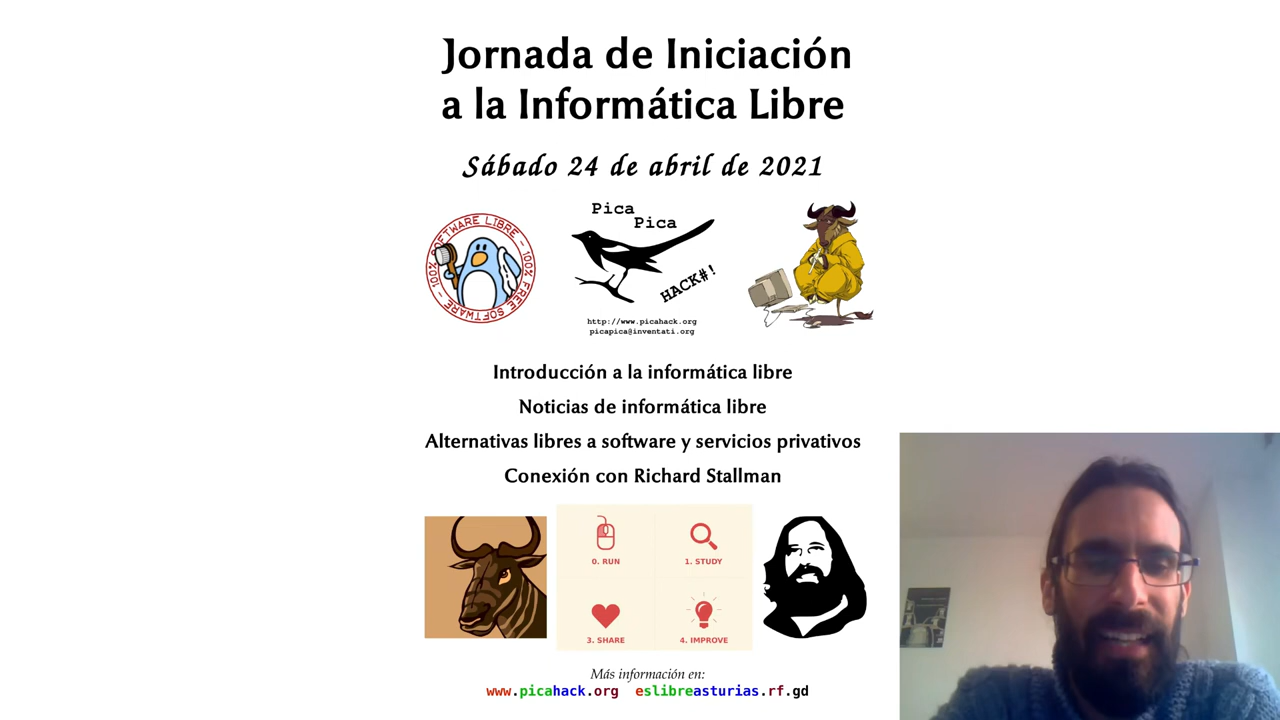 Jornada de Iniciación
a la Informática Libre
Sábado 24 de abril de 2021
100% SOFTWARE LIBRE - 100% FREE SOFTWARE -
Pica
Pica
HACK#!
http://www.picahack.org
picapica@inventati.org
Introducción a la informática libre
Noticias de informática libre
Alternativas libres a software y servicios privativos
Conexión con Richard Stallman
0. RUN
1. STUDY
3. SHARE
4. IMPROVE
Más información en:
www.picahack.org eslibreasturias.rf.gd